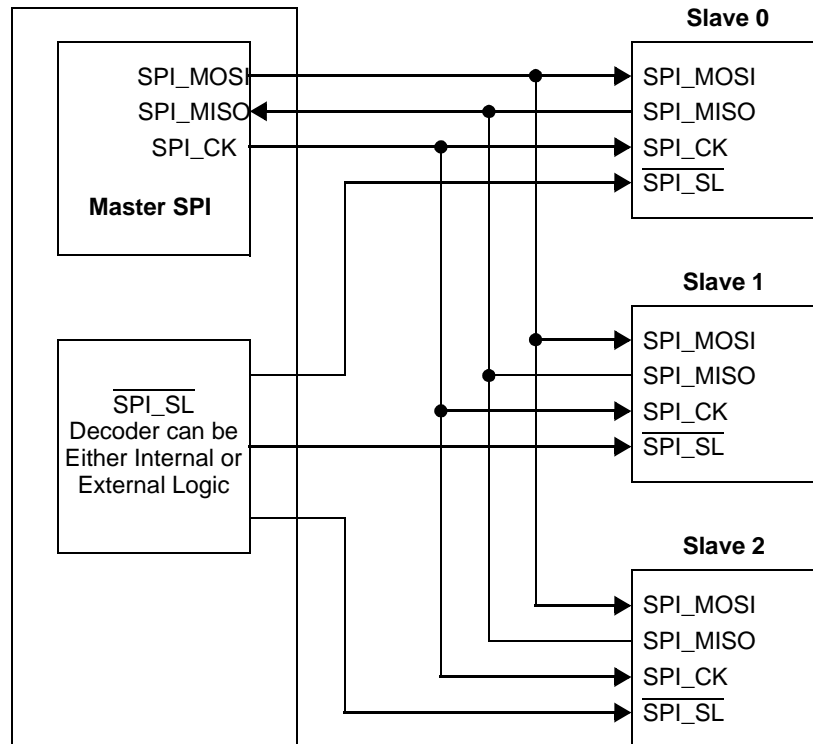 SPI_MOSI
SPI_MISO
SPI_CK
Master SPI
SPI_SL
Decoder can be
Either Internal or
External Logic
Slave 0
SPI_MOSI
SPI_MISO
SPI_CK
SPI_SL
Slave 1
SPI_MOSI
SPI_MISO
SPI_CK
SPI_SL
Slave 2
SPI_MOSI
SPI_MISO
SPI_CK
SPI_SL